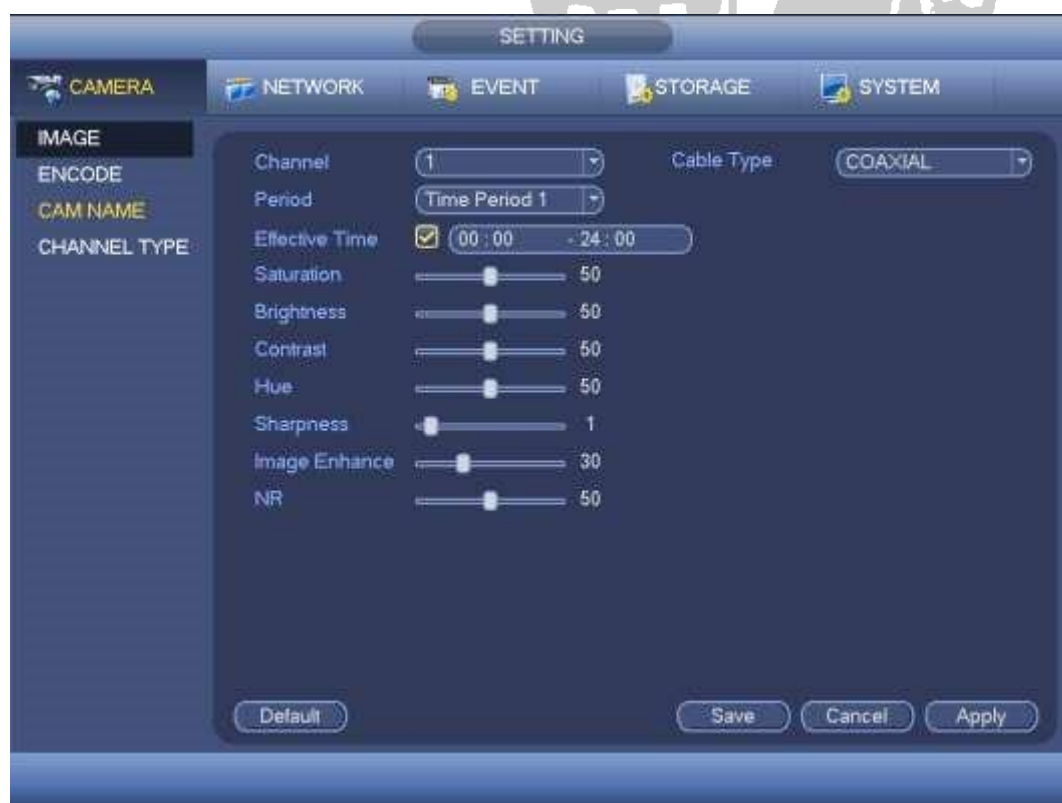 SETTING
CAMERA NETWORK EVENT STORAGE SYSTEM
IMAGE
ENCODE
CAM NAME
CHANNEL TYPE
Channel 1 Cable Type COAXIAL
Period Time Period 1
Effective Time 00 : 00 - 24 : 00
Saturation 50
Brightness 50
Contrast 50
Hue 50
Sharpness 1
Image Enhance 30
NR 50
Default Save Cancel Apply